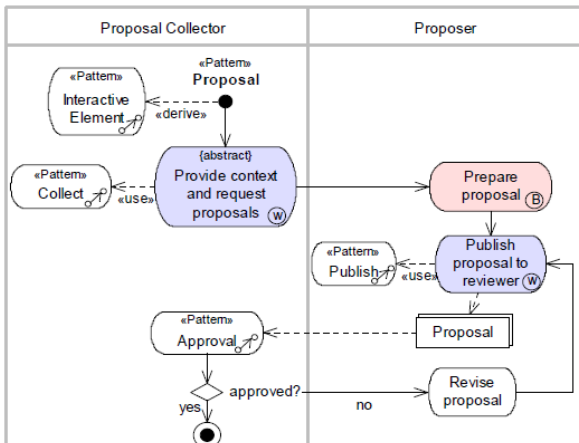 Proposal Collector
Proposer
«Pattern»
Proposal
«Pattern»
Interactive
Element
«derive»
{abstract}
Provide context
and request
proposals
W
«Pattern»
Collect
«use»
Prepare
proposal
B
Publish
proposal to
reviewer
W
«Pattern»
Publish
«use»
Proposal
«Pattern»
Approval
approved?
yes
no
Revise
proposal